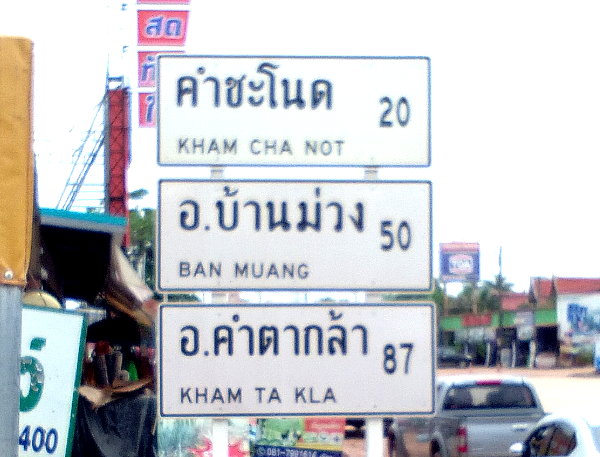 สด
คำชะโนด 20
KHAM CHA NOT
อ.บ้านม่วง 50
BAN MUANG
TOA
อ.คำตากล้า 87
KHAM TA KLA
400